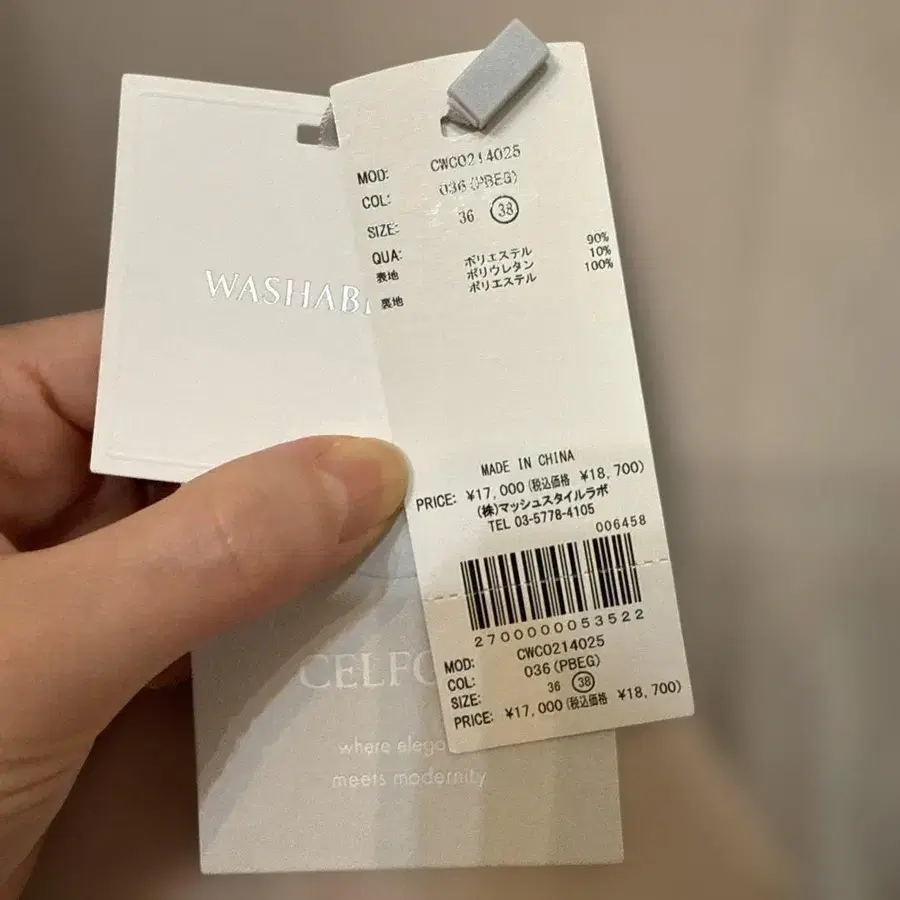 WASHAB
MOD: CWCO214025
COL: 036(PBEG)
SIZE: 36 38
QUA:
表地 ポリエステル 90%
ポリウレタン 10%
裏地 ポリエステル 100%
MADE IN CHINA
PRICE: ¥17,000(税込価格 ¥18,700)
(株)マッシュスタイルラボ
TEL 03-5778-4105
006458
2700000053522
MOD: CWCO214025
COL: 036(PBEG)
SIZE: 36 38
PRICE: ¥17,000(税込価格 ¥18,700)
CELFO
where elega
meets modernity